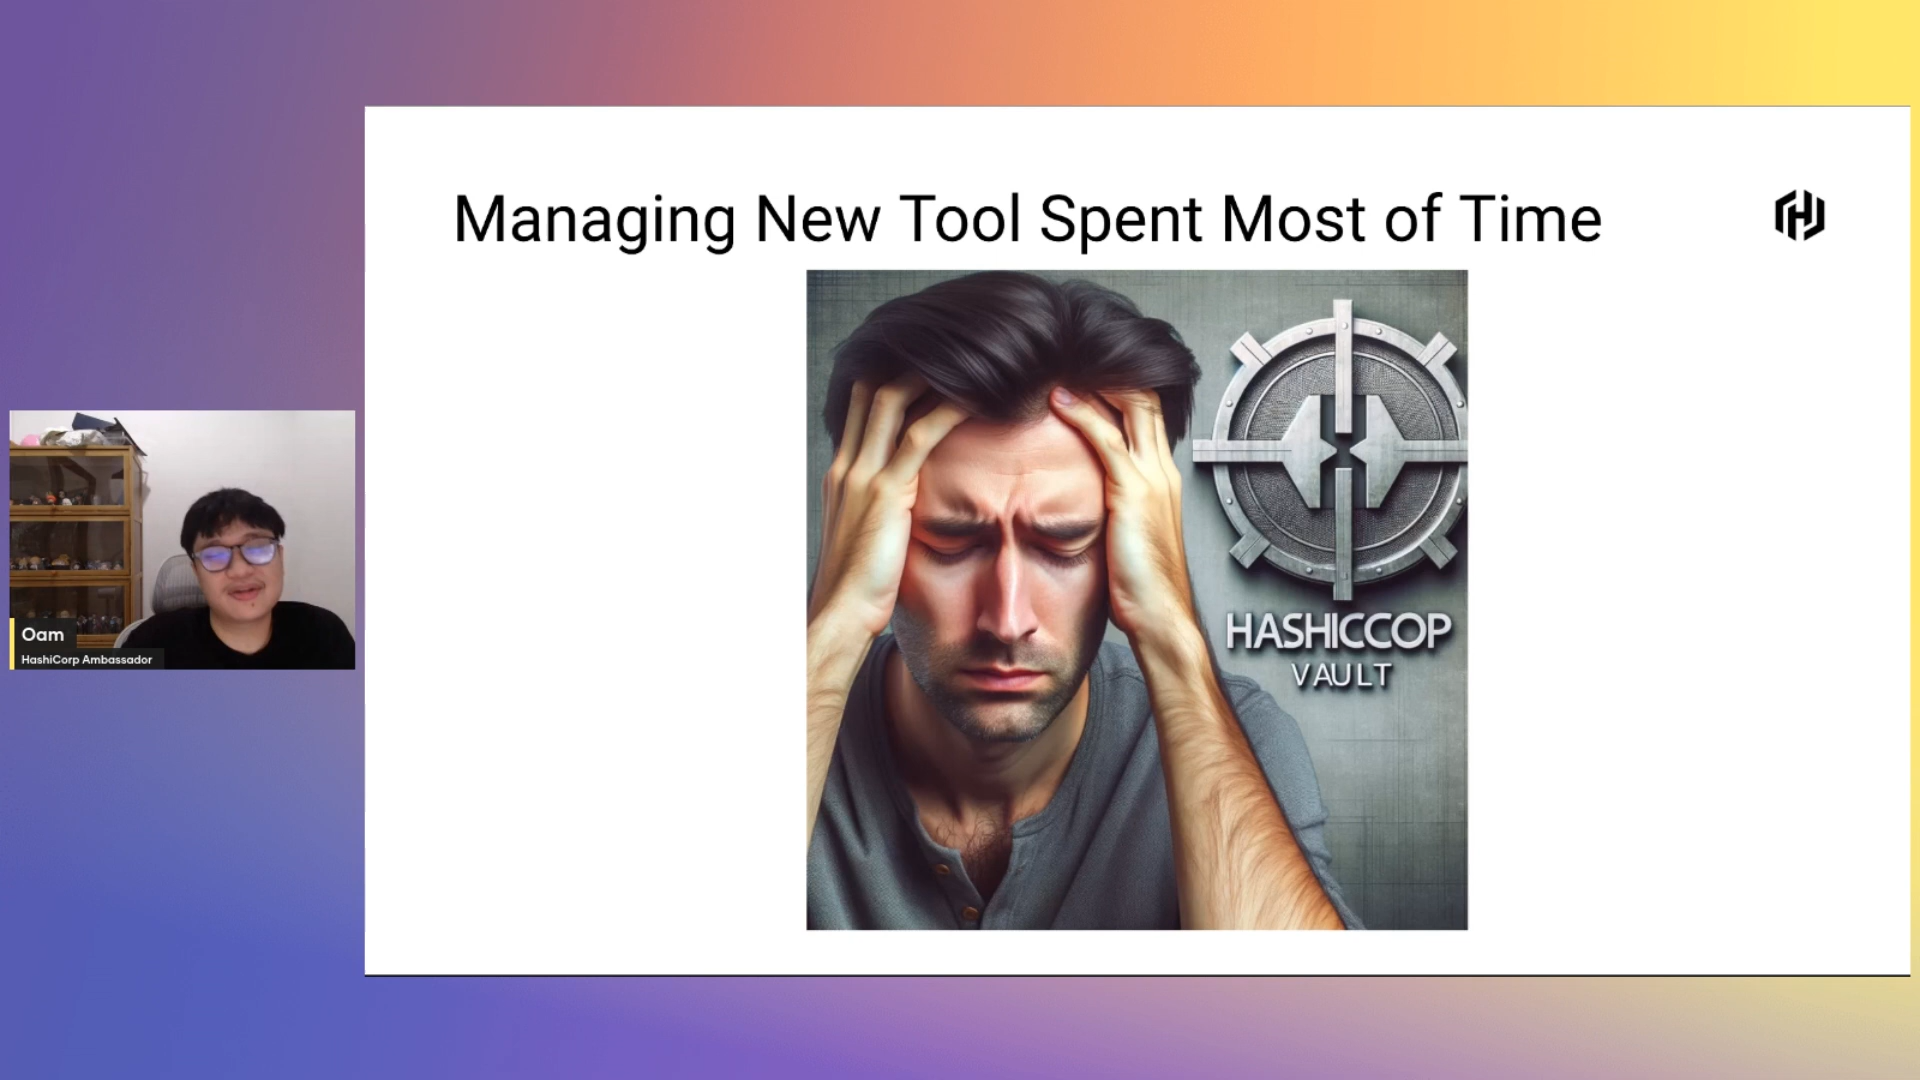 Managing New Tool Spent Most of Time
HASHICCOP
VAULT
Oam
HashiCorp Ambassador